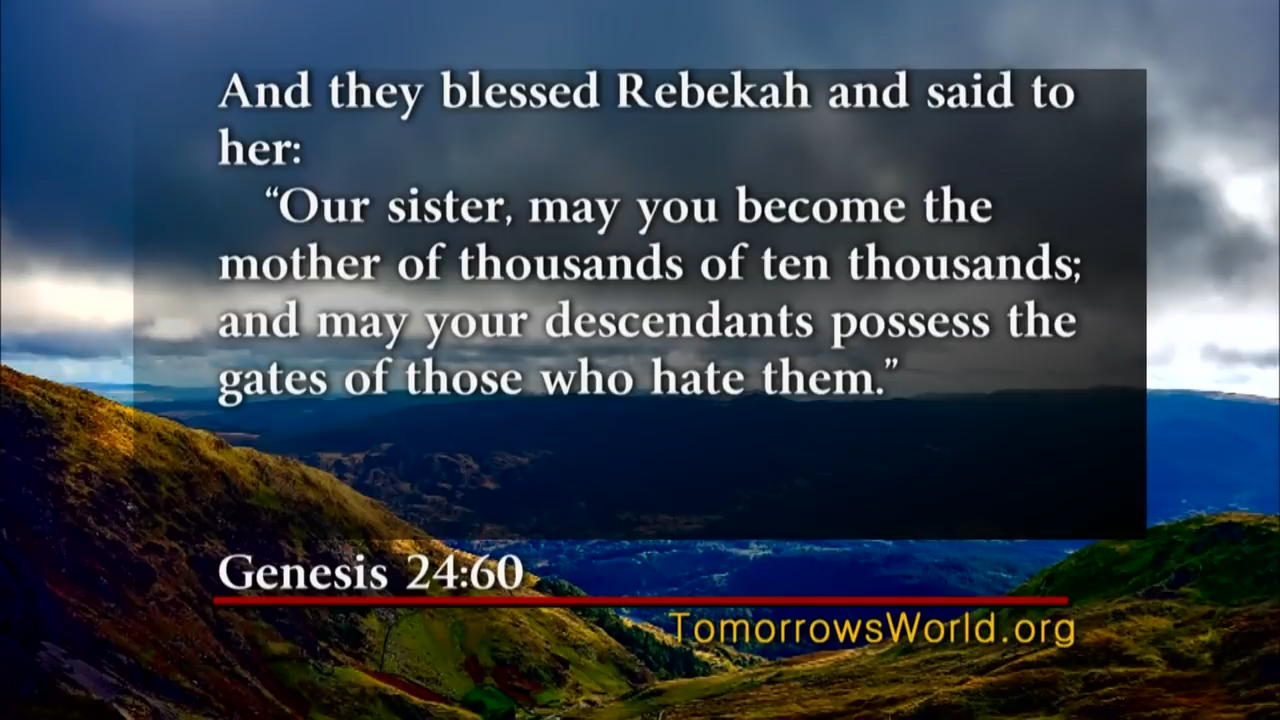 And they blessed Rebekah and said to
her:
“Our sister, may you become the
mother of thousands of ten thousands;
and may your descendants possess the
gates of those who hate them.”
Genesis 24:60
TomorrowsWorld.org